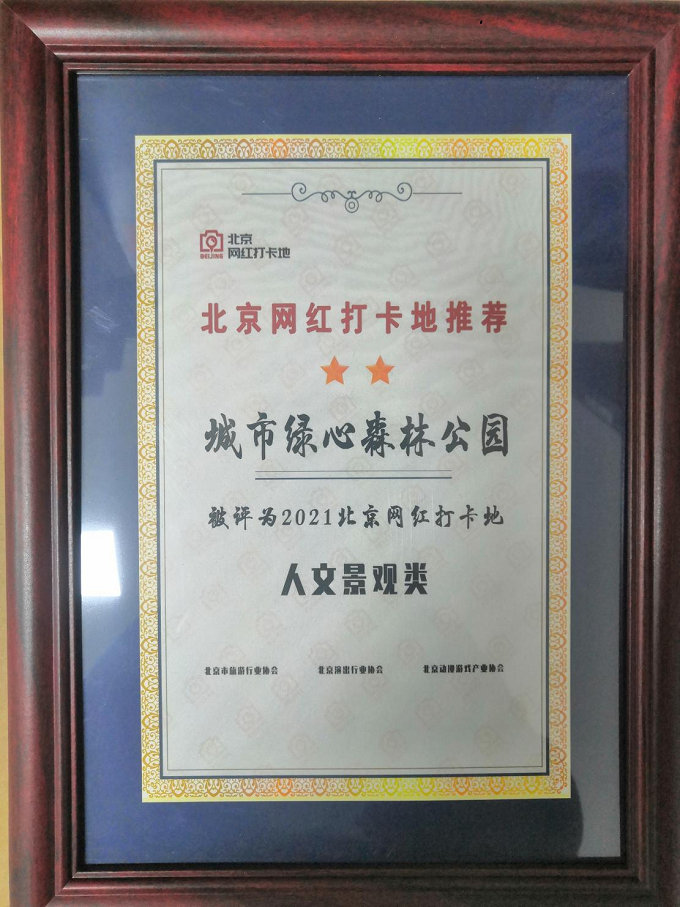 北京
网红打卡地
BEIJING
北京网红打卡地推荐
城市绿心森林公园
被评为2021北京网红打卡地
人文景观类
北京市旅游行业协会 北京演出行业协会 北京动漫游戏产业协会